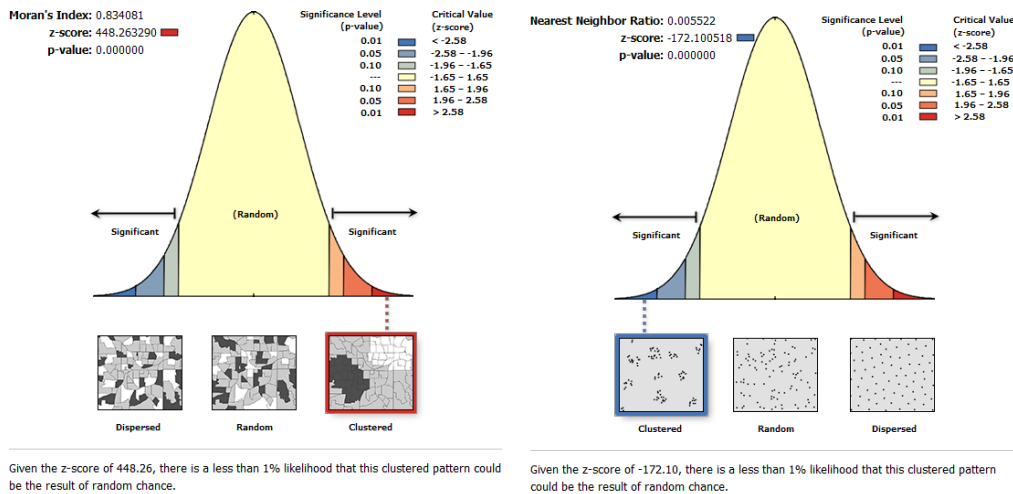 Moran's Index: 0.834081
z-score: 448.263290
p-value: 0.000000
Significance Level
(p-value)
Critical Value
(z-score)
0.01 < -2.58
0.05 -2.58 – -1.96
0.10 -1.96 – -1.65
--- -1.65 – 1.65
0.10 1.65 – 1.96
0.05 1.96 – 2.58
0.01 > 2.58
(Random)
Significant
Significant
Dispersed
Random
Clustered
Given the z-score of 448.26, there is a less than 1% likelihood that this clustered pattern could
be the result of random chance.
Nearest Neighbor Ratio: 0.005522
z-score: -172.100518
p-value: 0.000000
Significance Level
(p-value)
Critical Value
(z-score)
0.01 < -2.58
0.05 -2.58 – -1.96
0.10 -1.96 – -1.65
--- -1.65 – 1.65
0.10 1.65 – 1.96
0.05 1.96 – 2.58
0.01 > 2.58
(Random)
Significant
Significant
Clustered
Random
Dispersed
Given the z-score of -172.10, there is a less than 1% likelihood that this clustered pattern
could be the result of random chance.